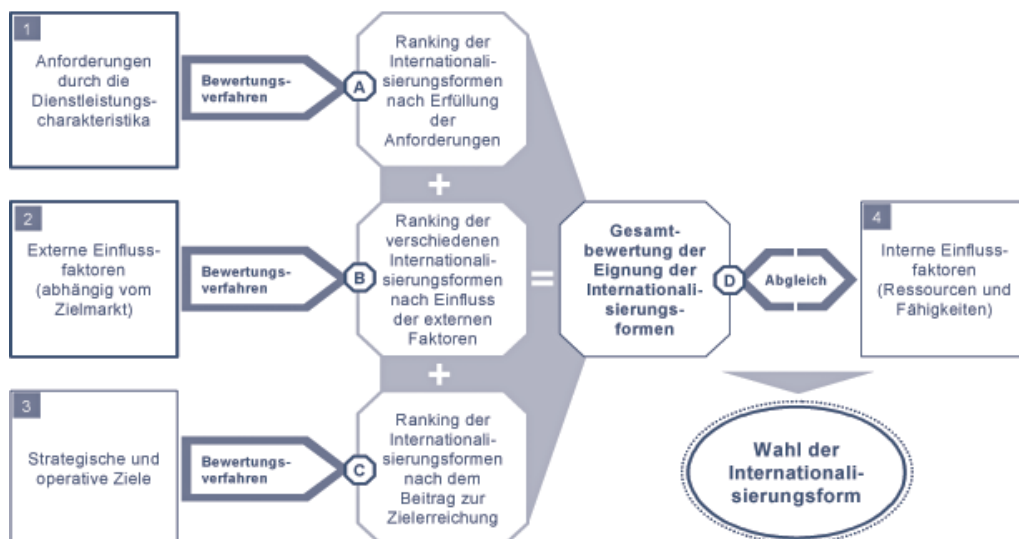 1
Anforderungen
durch die
Dienstleistungs-
charakteristika
Bewertungs-
verfahren
A
Ranking der
Internationali-
sierungsformen
nach Erfüllung
der
Anforderungen
+
2
Externe Einfluss-
faktoren
(abhängig vom
Zielmarkt)
Bewertungs-
verfahren
B
Ranking der
verschiedenen
Internationali-
sierungsformen
nach Einfluss
der externen
Faktoren
+
3
Strategische und
operative Ziele
Bewertungs-
verfahren
C
Ranking der
Internationali-
sierungsformen
nach dem
Beitrag zur
Zielerreichung
=
Gesamt-
bewertung der
Eignung der
Internationali-
sierungs-
formen
D
Abgleich
4
Interne Einfluss-
faktoren
(Ressourcen und
Fähigkeiten)
Wahl der
Internationali-
sierungsform